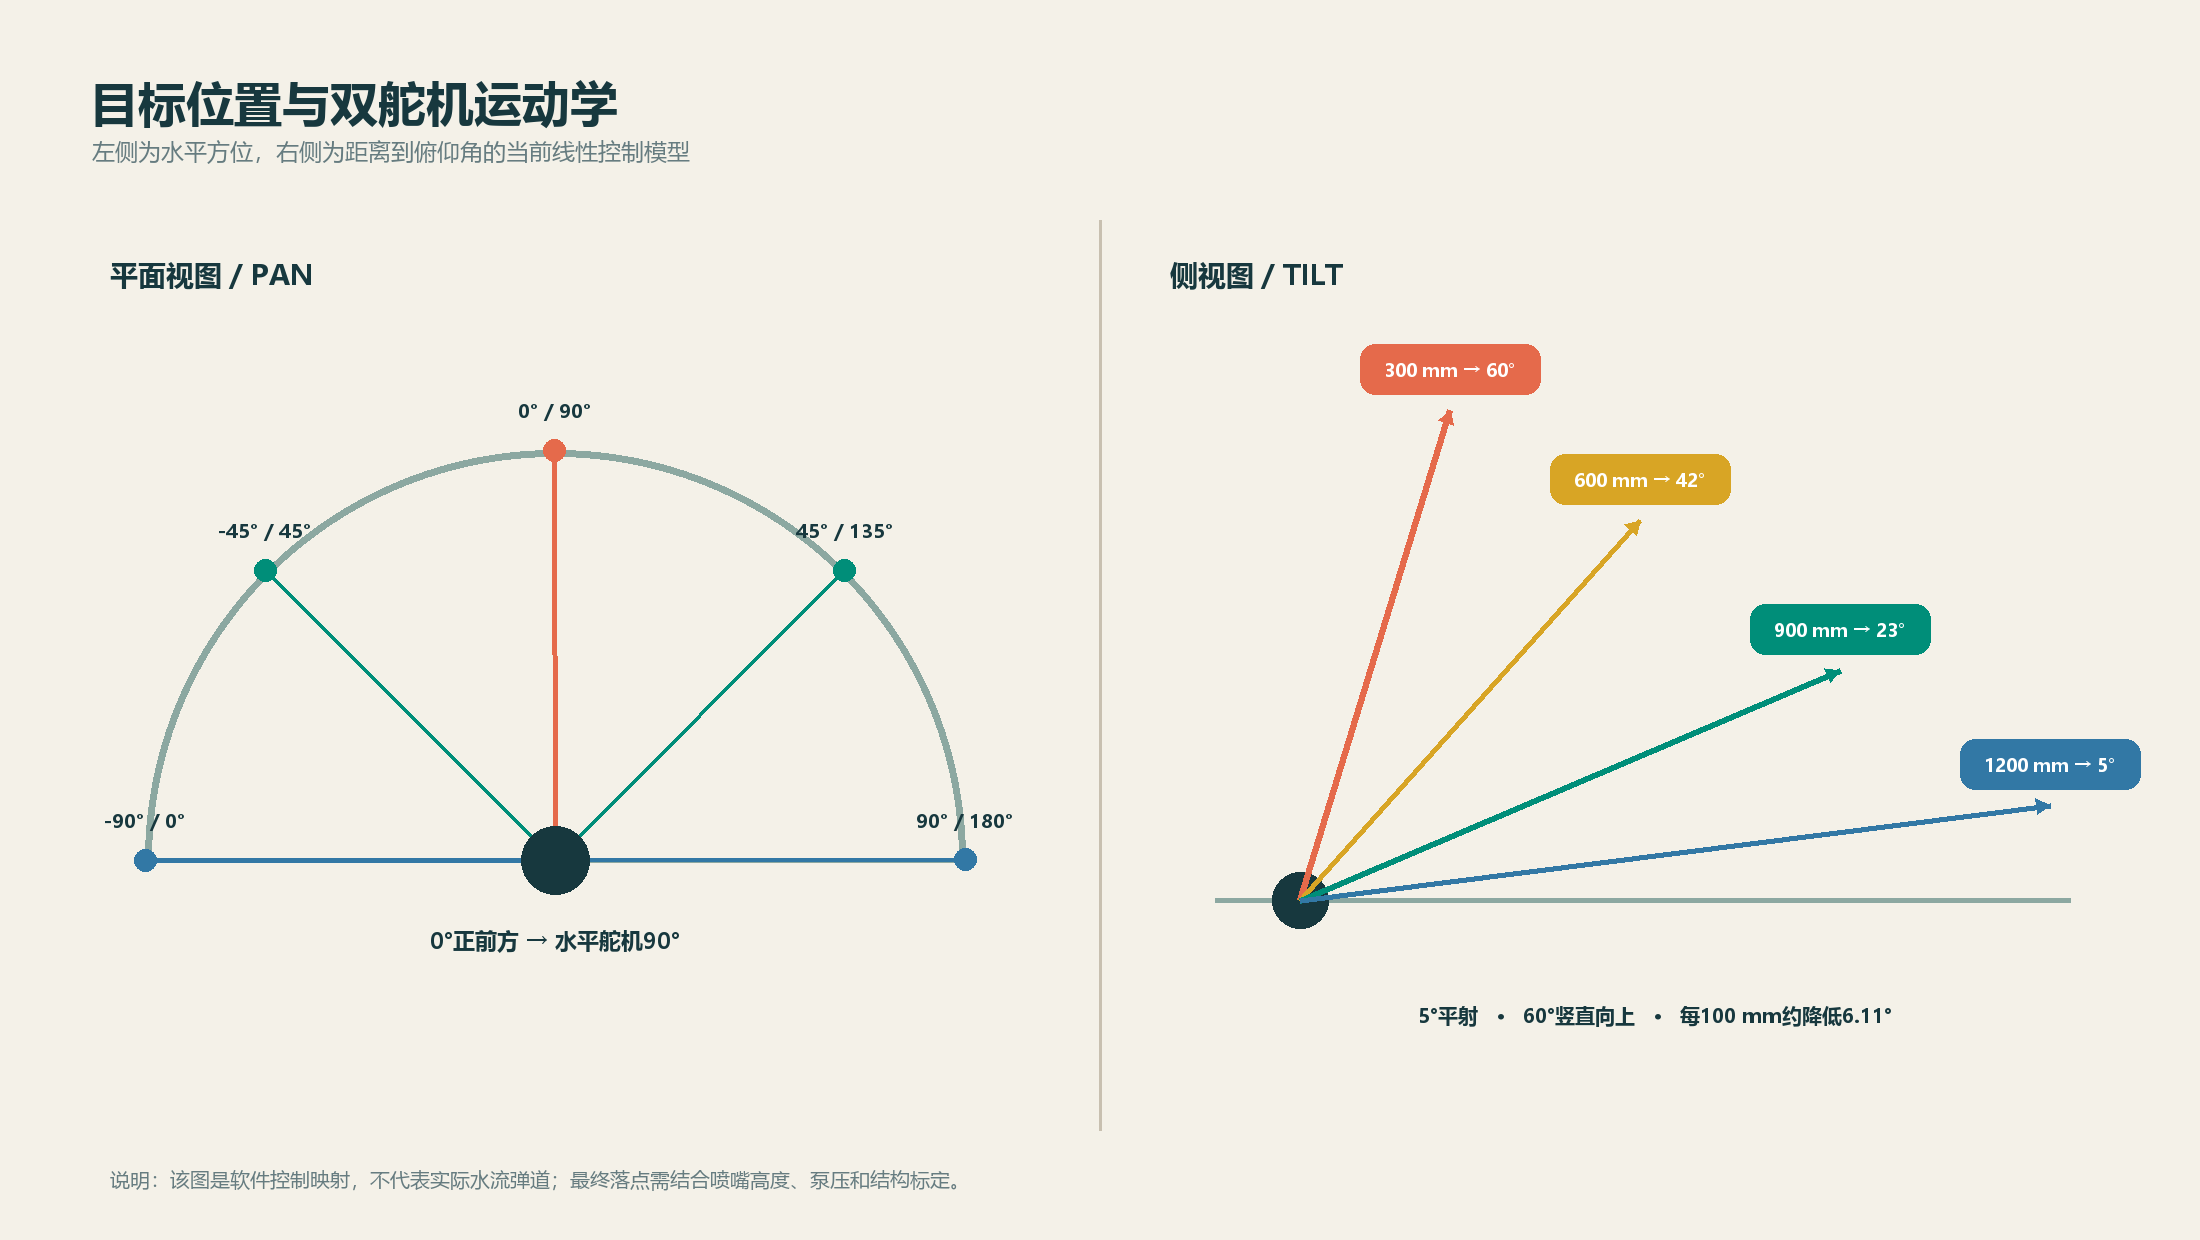 目标位置与双舵机运动学
左侧为水平方位，右侧为距离到俯仰角的当前线性控制模型
平面视图 / PAN
0° / 90°
-45° / 45°
45° / 135°
-90° / 0°
90° / 180°
0°正前方 → 水平舵机90°
侧视图 / TILT
300 mm → 60°
600 mm → 42°
900 mm → 23°
1200 mm → 5°
5°平射 • 60°竖直向上 • 每100 mm约降低6.11°
说明：该图是软件控制映射，不代表实际水流弹道；最终落点需结合喷嘴高度、泵压和结构标定。